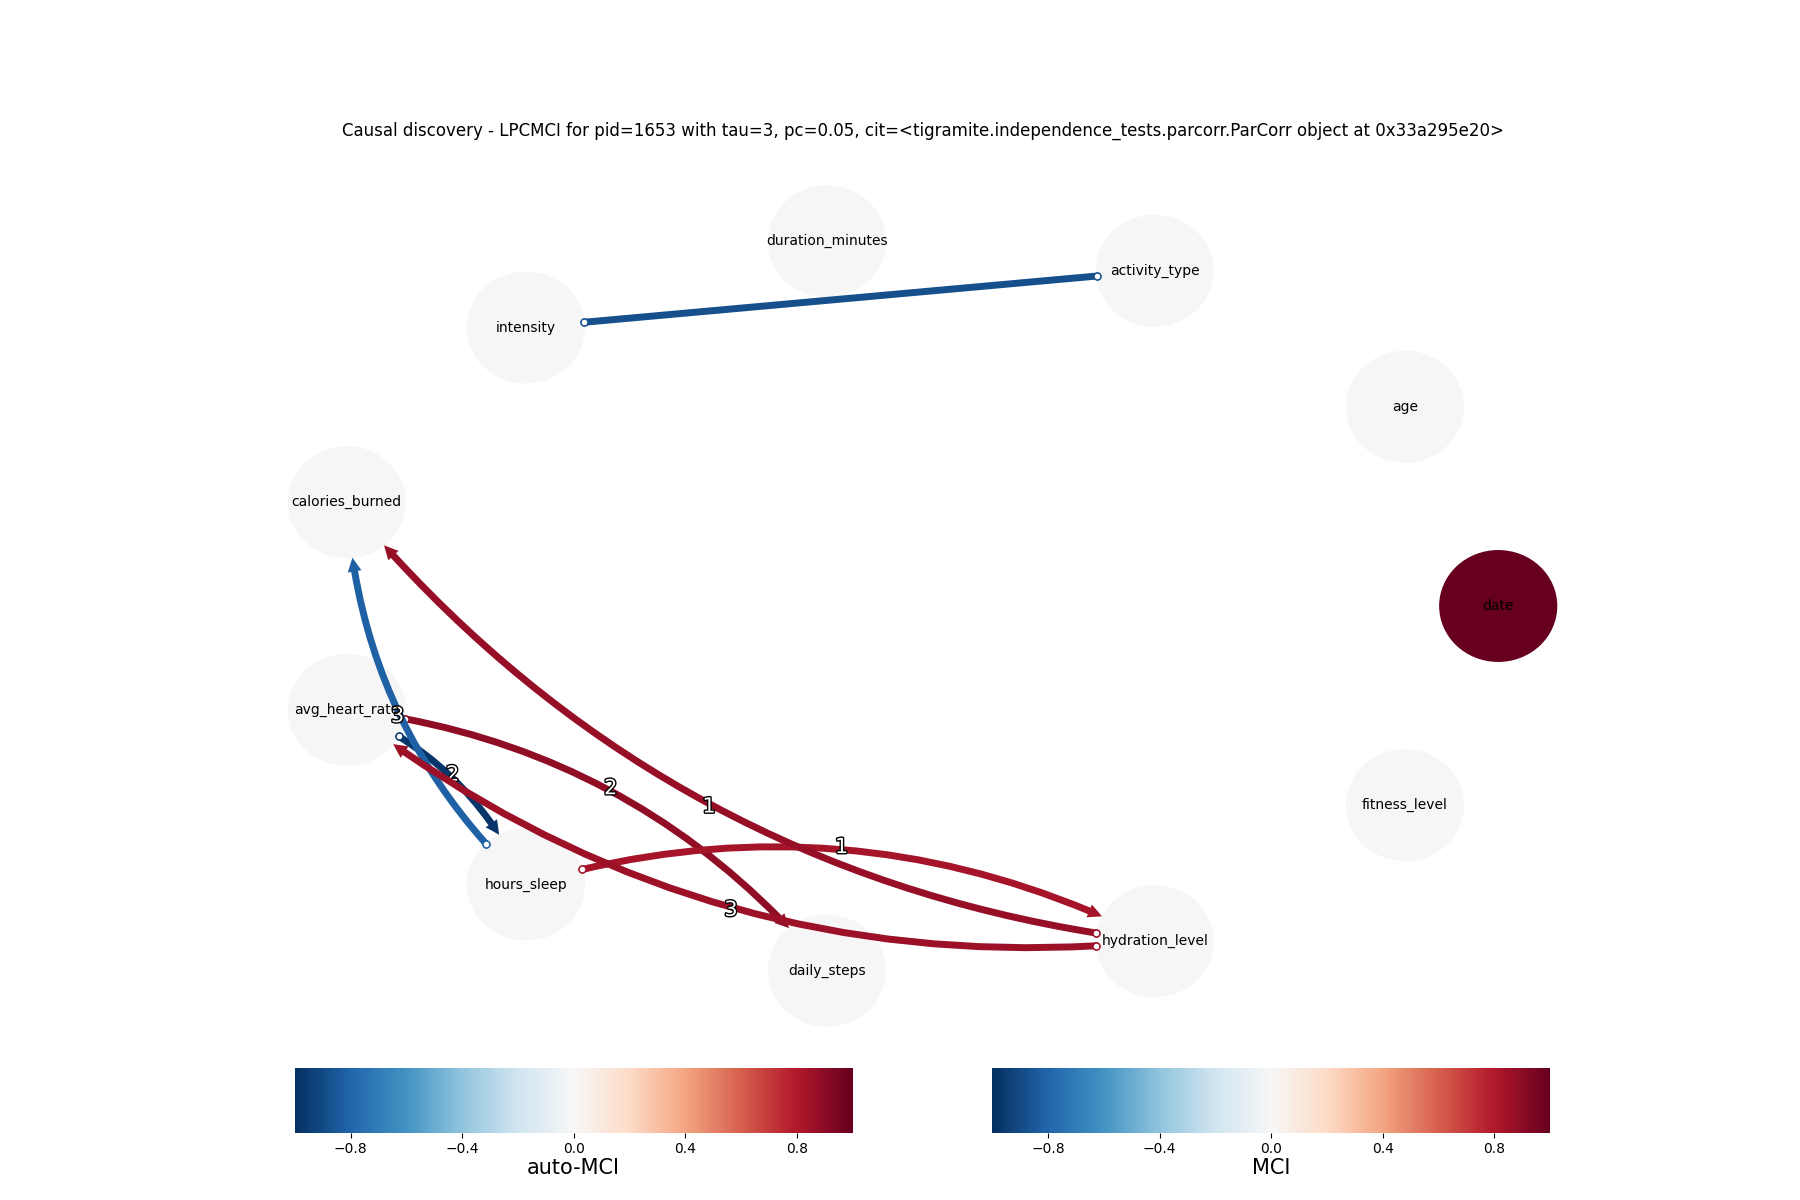 Causal discovery - LPCMCI for pid=1653 with tau=3, pc=0.05, cit=<tigramite.independence_tests.parcorr.ParCorr object at 0x33a295e20>
duration_minutes
activity_type
intensity
age
calories_burned
date
avg_heart_rate
3
2
2
1
fitness_level
1
hours_sleep
3
hydration_level
daily_steps
−0.8 −0.4 0.0 0.4 0.8
auto-MCI
−0.8 −0.4 0.0 0.4 0.8
MCI